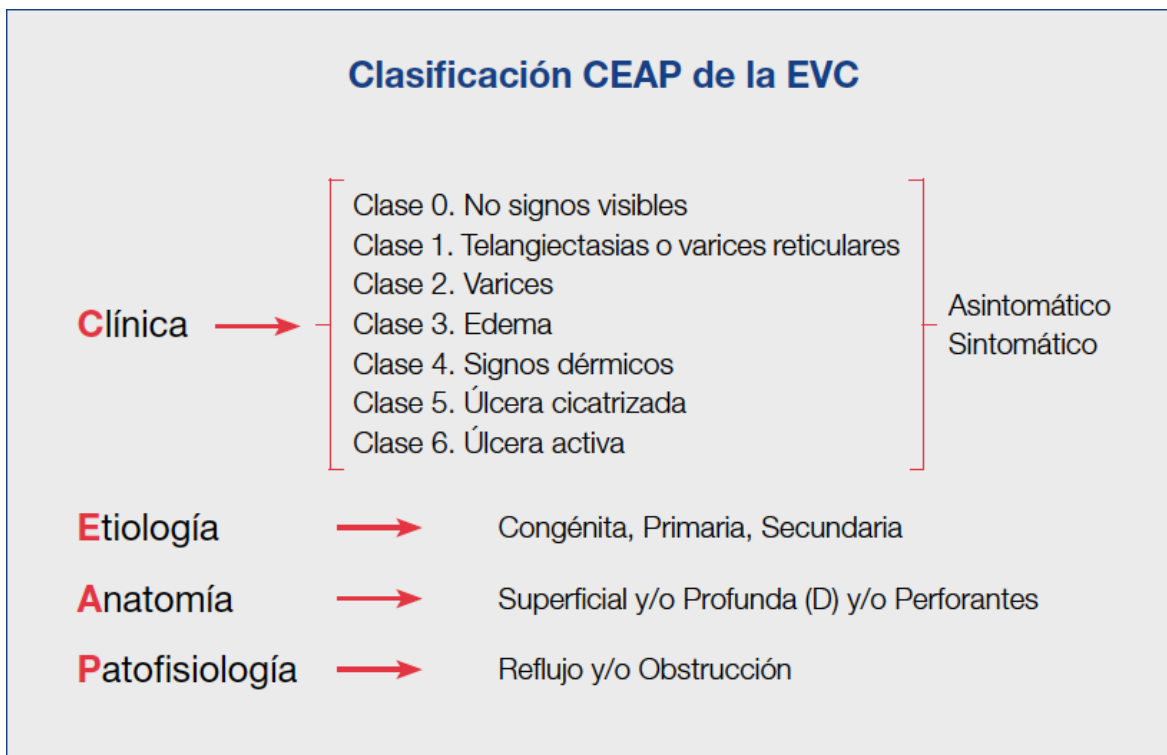 Clasificación CEAP de la EVC
Clínica
Clase 0. No signos visibles
Clase 1. Telangiectasias o varices reticulares
Clase 2. Varices
Clase 3. Edema
Clase 4. Signos dérmicos
Clase 5. Úlcera cicatrizada
Clase 6. Úlcera activa
Asintomático
Sintomático
Etiología
Congénita, Primaria, Secundaria
Anatomía
Superficial y/o Profunda (D) y/o Perforantes
Patofisiología
Reflujo y/o Obstrucción